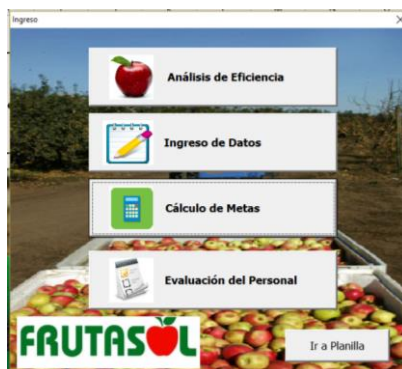 Ingreso
Análisis de Eficiencia
Ingreso de Datos
Cálculo de Metas
Evaluación del Personal
FRUTASOL
Ir a Planilla